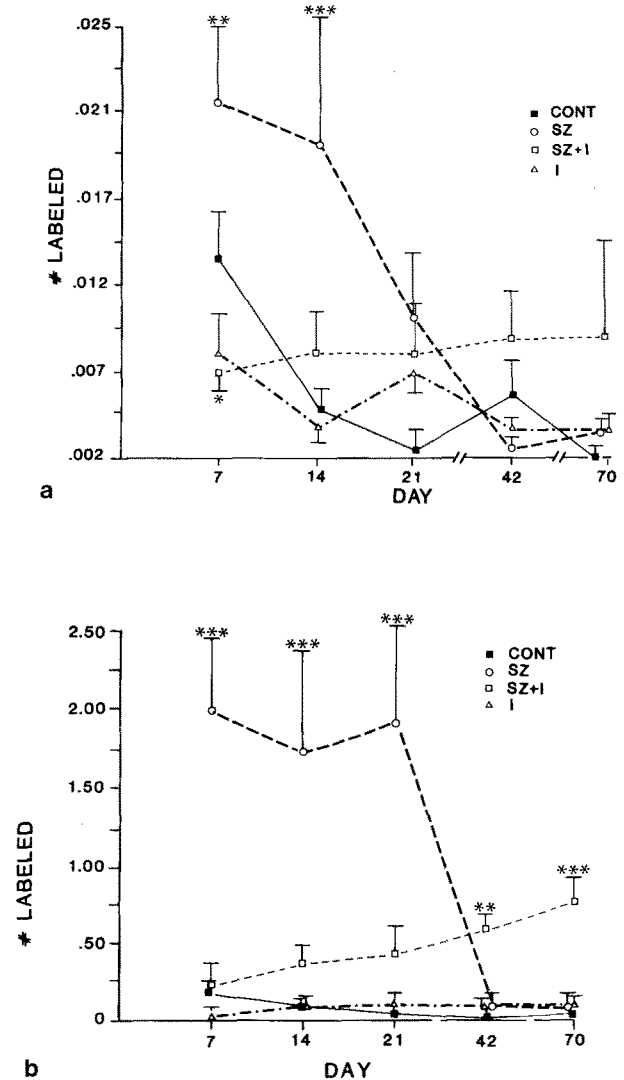 .025
.021
.017
.012
.007
.002
# LABELED
**
***
*
■ CONT
○ SZ
□ SZ+I
△ I
7 14 21 42 70
DAY
a
2.50
2.00
1.50
1.00
.50
0
# LABELED
***
***
***
**
***
■ CONT
○ SZ
□ SZ+I
△ I
7 14 21 42 70
DAY
b